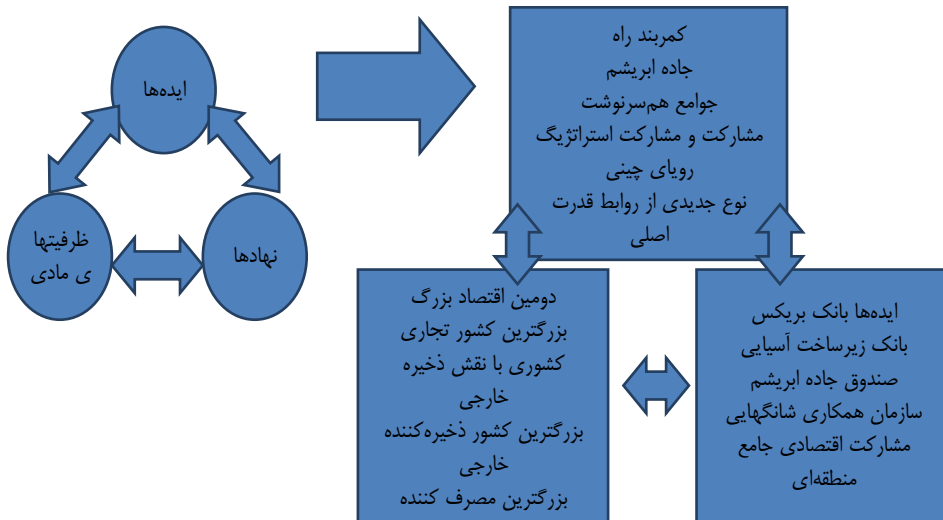 ایده‌ها
ظرفیتها
ی مادی
نهادها
کمربند راه
جاده ابریشم
جوامع هم‌سرنوشت
مشارکت و مشارکت استراتژیگ
رویای چینی
نوع جدیدی از روابط قدرت
اصلی
ایده‌ها بانک بریکس
بانک زیرساخت آسیایی
صندوق جاده ابریشم
سازمان همکاری شانگهایی
مشارکت اقتصادی جامع
منطقه‌ای
دومین اقتصاد بزرگ
بزرگترین کشور تجاری
کشوری با نقش ذخیره
خارجی
بزرگترین کشور ذخیره‌کننده
خارجی
بزرگترین مصرف کننده